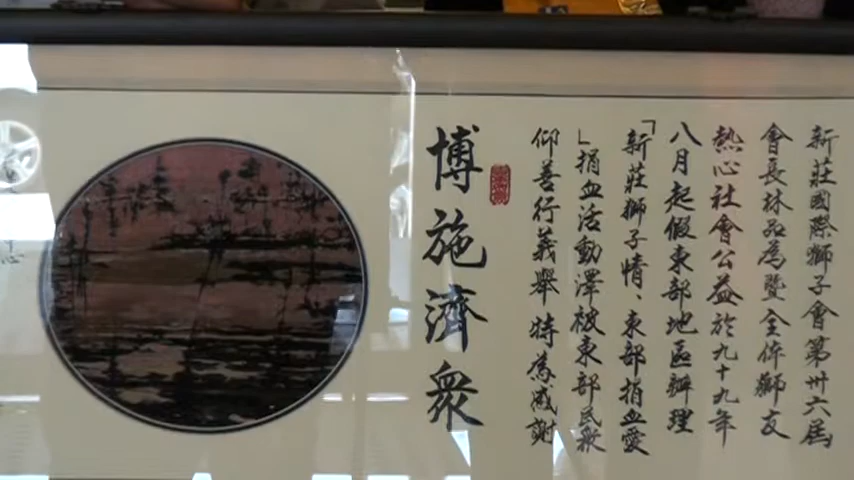 新莊國際獅子會第卅六屆
會長林為暨全体獅友
熱心社會公益於九十九年
八月起假東部地區辦理
「新莊獅子情、東部捐血愛
」捐血活動澤被東部民眾
仰善行義舉特為感謝
博施濟眾